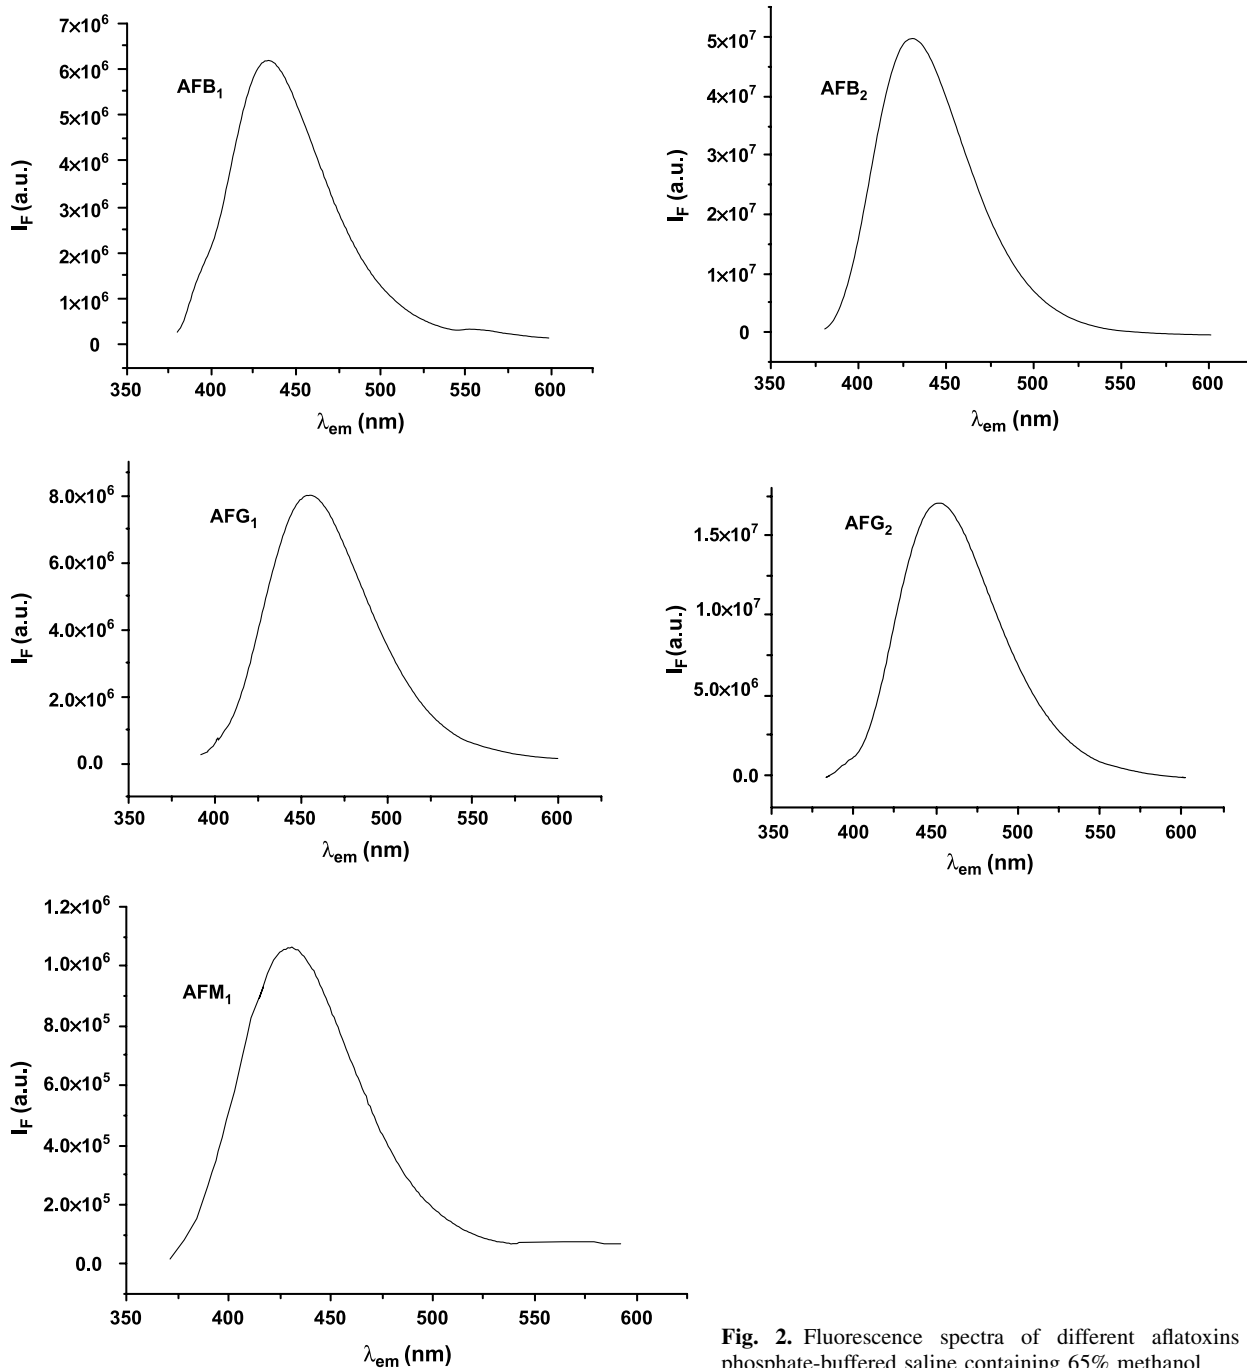 7×10⁶
6×10⁶
5×10⁶
4×10⁶
3×10⁶
2×10⁶
1×10⁶
0
I_F (a.u.)
AFB₁
350 400 450 500 550 600
λ_em (nm)
5×10⁷
4×10⁷
3×10⁷
2×10⁷
1×10⁷
0
I_F (a.u.)
AFB₂
350 400 450 500 550 600
λ_em (nm)
8.0×10⁶
6.0×10⁶
4.0×10⁶
2.0×10⁶
0.0
I_F (a.u.)
AFG₁
350 400 450 500 550 600
λ_em (nm)
1.5×10⁷
1.0×10⁷
5.0×10⁶
0.0
I_F (a.u.)
AFG₂
350 400 450 500 550 600
λ_em (nm)
1.2×10⁶
1.0×10⁶
8.0×10⁵
6.0×10⁵
4.0×10⁵
2.0×10⁵
0.0
I_F (a.u.)
AFM₁
350 400 450 500 550 600
λ_em (nm)
Fig. 2. Fluorescence spectra of different aflatoxins
phosphate-buffered saline containing 65% methanol